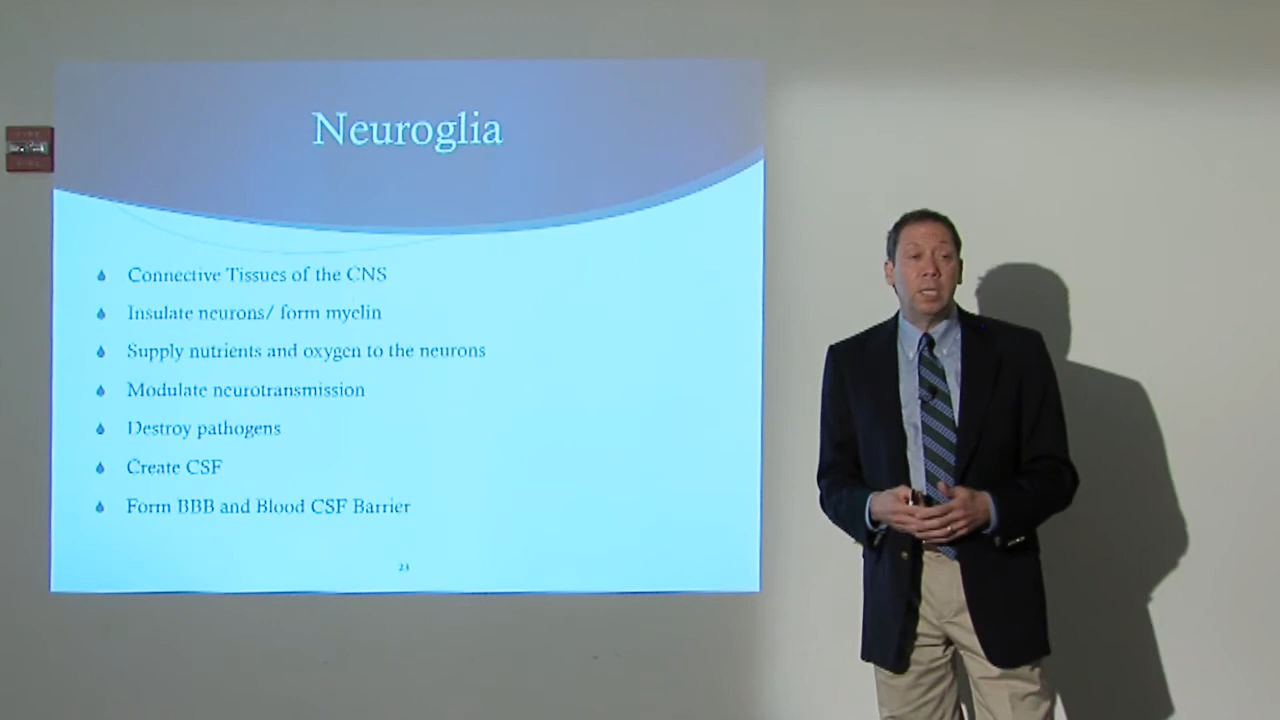 Neuroglia
Connective Tissues of the CNS
Insulate neurons/ form myelin
Supply nutrients and oxygen to the neurons
Modulate neurotransmission
Destroy pathogens
Create CSF
Form BBB and Blood CSF Barrier
23